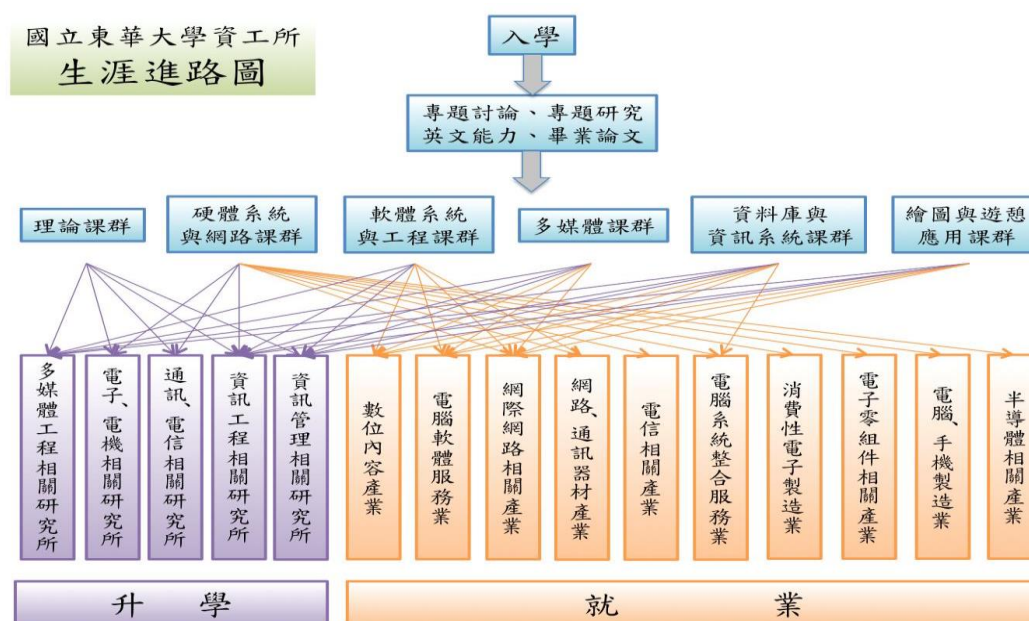 國立東華大學資工所
生涯進路圖
入學
專題討論、專題研究
英文能力、畢業論文
理論課群
硬體系統
與網路課群
軟體系統
與工程課群
多媒體課群
資料庫與
資訊系統課群
繪圖與遊憩
應用課群
多媒體工程相關研究所
電子、電機相關研究所
通訊、電信相關研究所
資訊工程相關研究所
資訊管理相關研究所
數位內容產業
電腦軟體服務業
網際網路相關產業
網路、通訊器材產業
電信相關產業
電腦系統整合服務業
消費性電子製造業
電子零組件相關產業
電腦、手機製造業
半導體相關產業
升學
就業